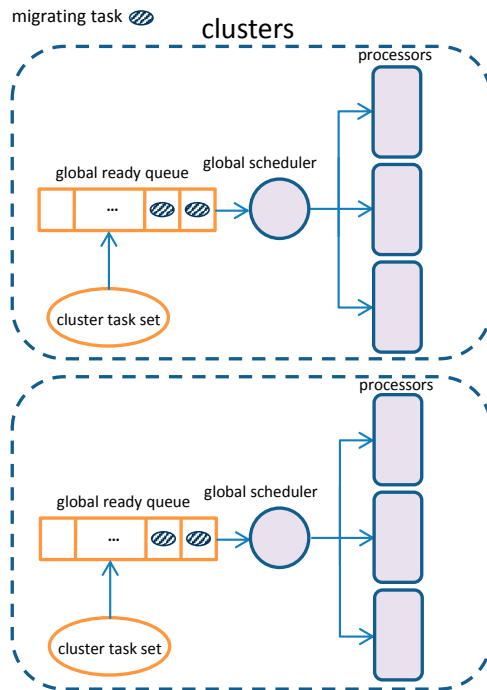 migrating task
clusters
processors
global scheduler
global ready queue
...
cluster task set
processors
global scheduler
global ready queue
...
cluster task set